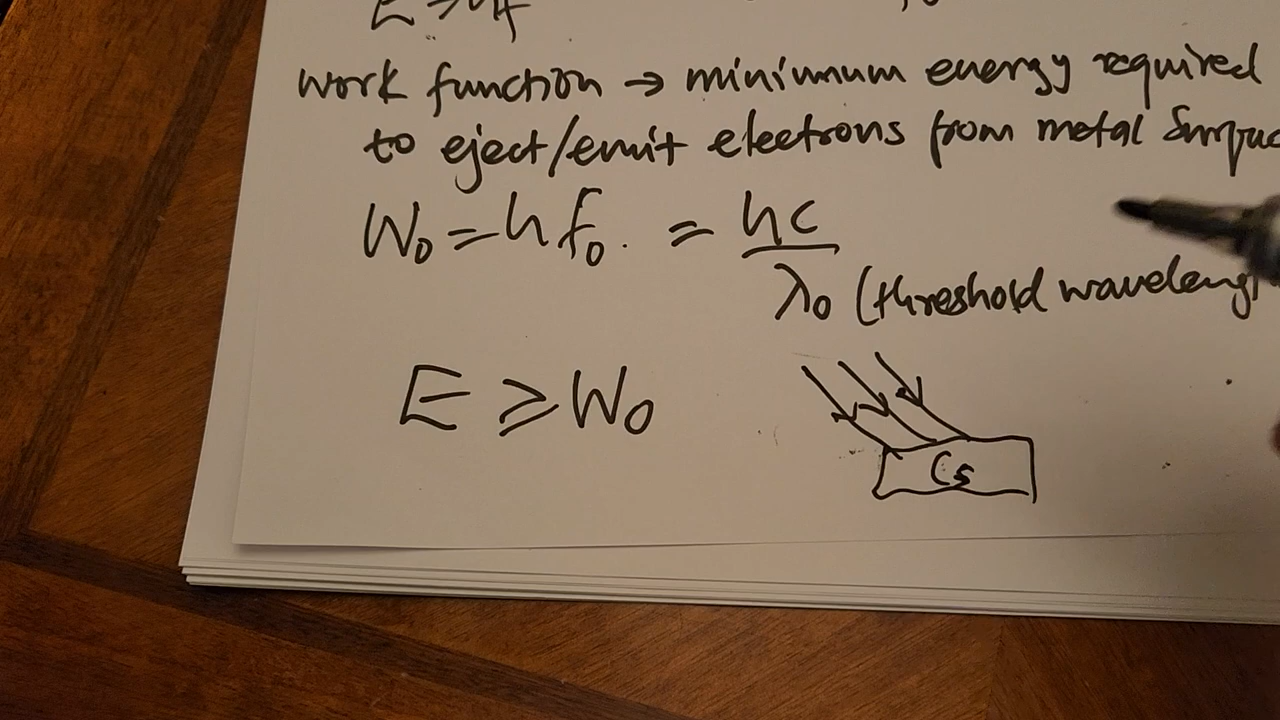 work function → minimum energy required
to eject/emit electrons from metal
W₀ = hf₀. = hc
λ₀ (threshold
E ≥ W₀
Cs